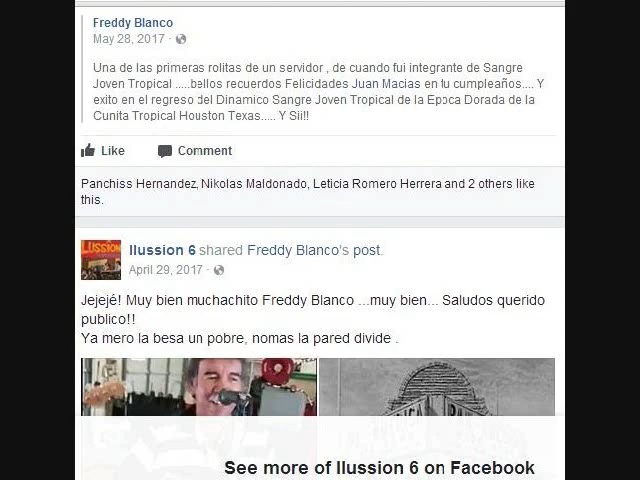 Freddy Blanco
May 28, 2017 ·
Una de las primeras rolitas de un servidor , de cuando fui integrante de Sangre
Joven Tropical .....bellos recuerdos Felicidades Juan Macias en tu cumpleaños.... Y
exito en el regreso del Dinamico Sangre Joven Tropical de la Epoca Dorada de la
Cunita Tropical Houston Texas..... Y Sii!!
Like Comment
Panchiss Hernandez, Nikolas Maldonado, Leticia Romero Herrera and 2 others like
this.
Ilussion 6 shared Freddy Blanco's post.
April 29, 2017 ·
Jejejé! Muy bien muchachito Freddy Blanco ...muy bien... Saludos querido
publico!!
Ya mero la besa un pobre, nomas la pared divide .
See more of Ilussion 6 on Facebook